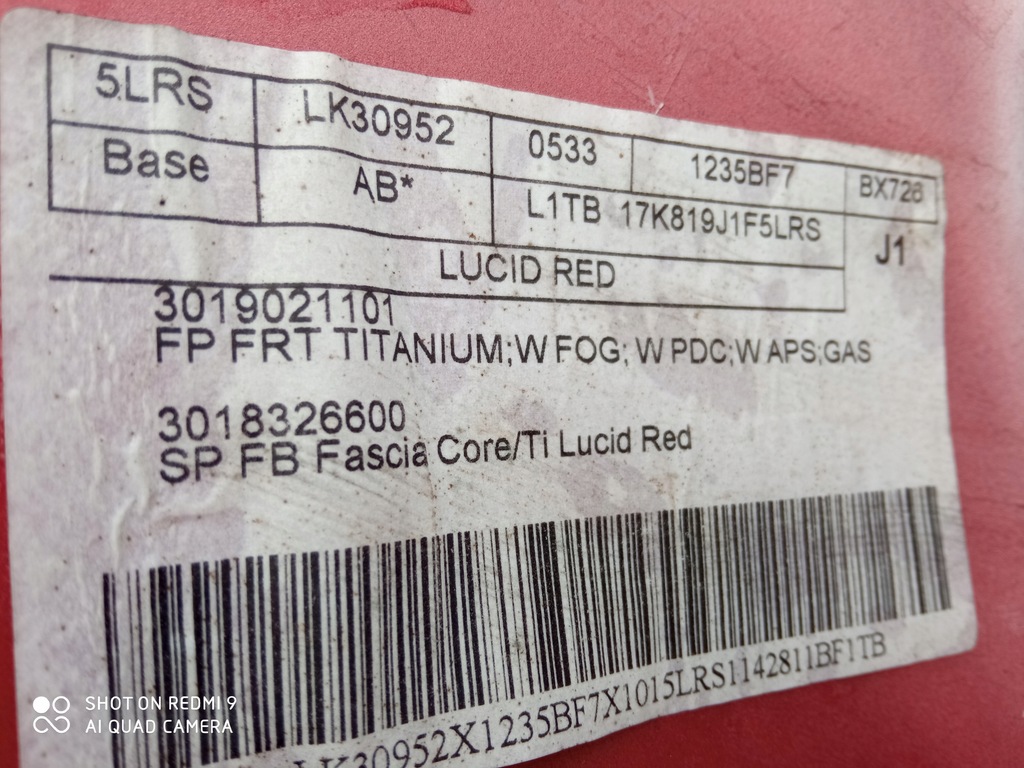 5LRS LK30952 0533 1235BF7 BX726
Base AB* L1TB 17K819J1F5LRS J1
LUCID RED
3019021101
FP FRT TITANIUM;W FOG; W PDC;W APS;GAS
3018326600
SP FB Fascia Core/Ti Lucid Red
LK30952X1235BF7X1015LRS1142811BF1TB
SHOT ON REDMI 9
AI QUAD CAMERA